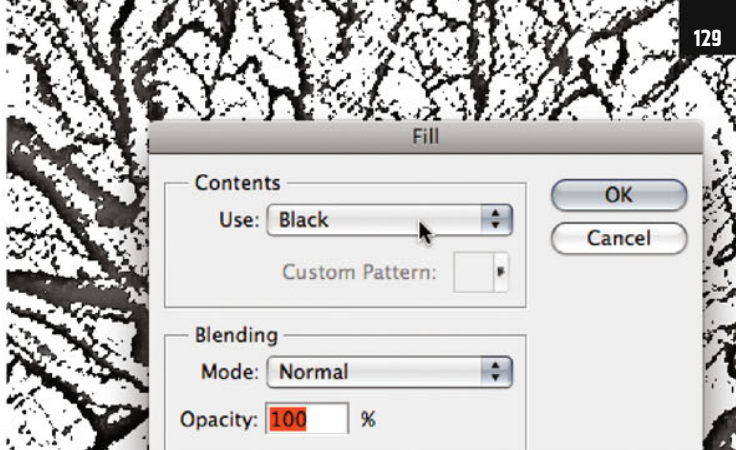 129
Fill
Contents
Use: Black
OK
Custom Pattern:
Cancel
Blending
Mode: Normal
Opacity: 100 %